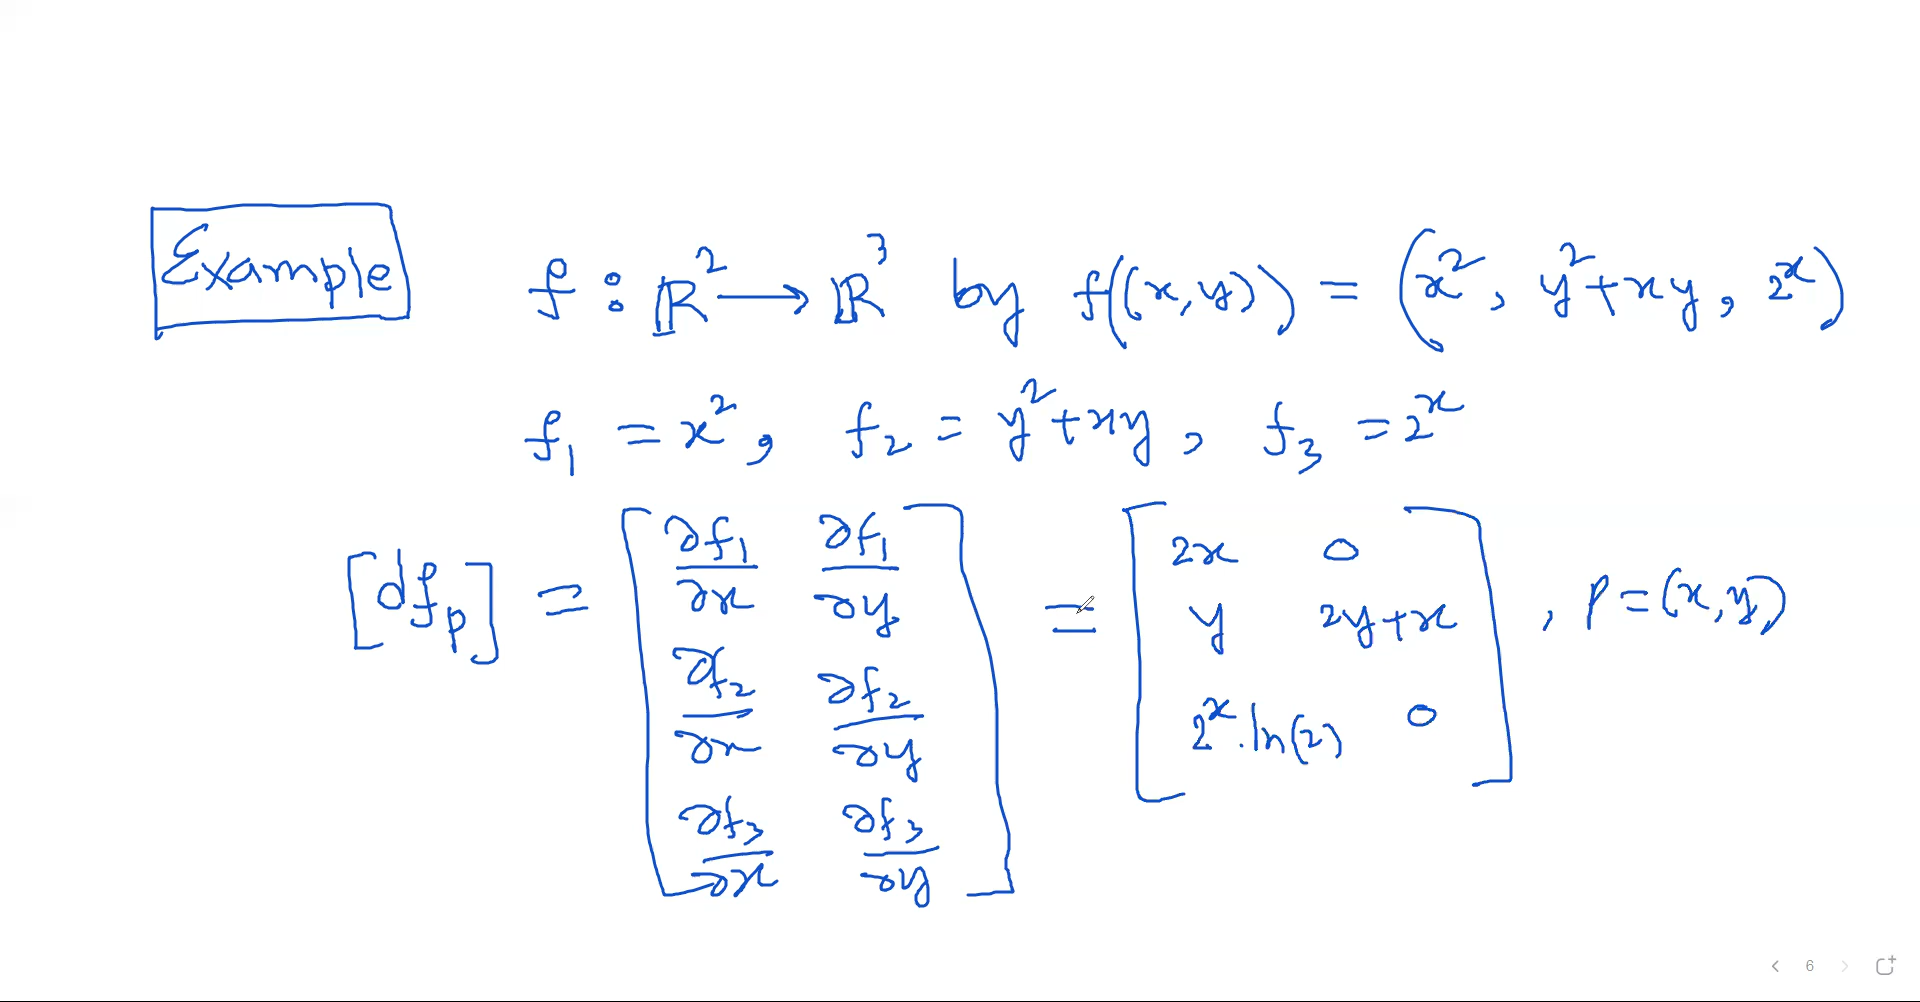 Example f : ℝ² ⟶ ℝ³ by f((x,y)) = (x², y²+xy, 2ˣ)
f₁ = x², f₂ = y²+xy, f₃ = 2ˣ
[df_p] = [∂f₁/∂x ∂f₁/∂y ; ∂f₂/∂x ∂f₂/∂y ; ∂f₃/∂x ∂f₃/∂y] = [2x 0 ; y 2y+x ; 2ˣ.ln(2) 0], p=(x,y)
6